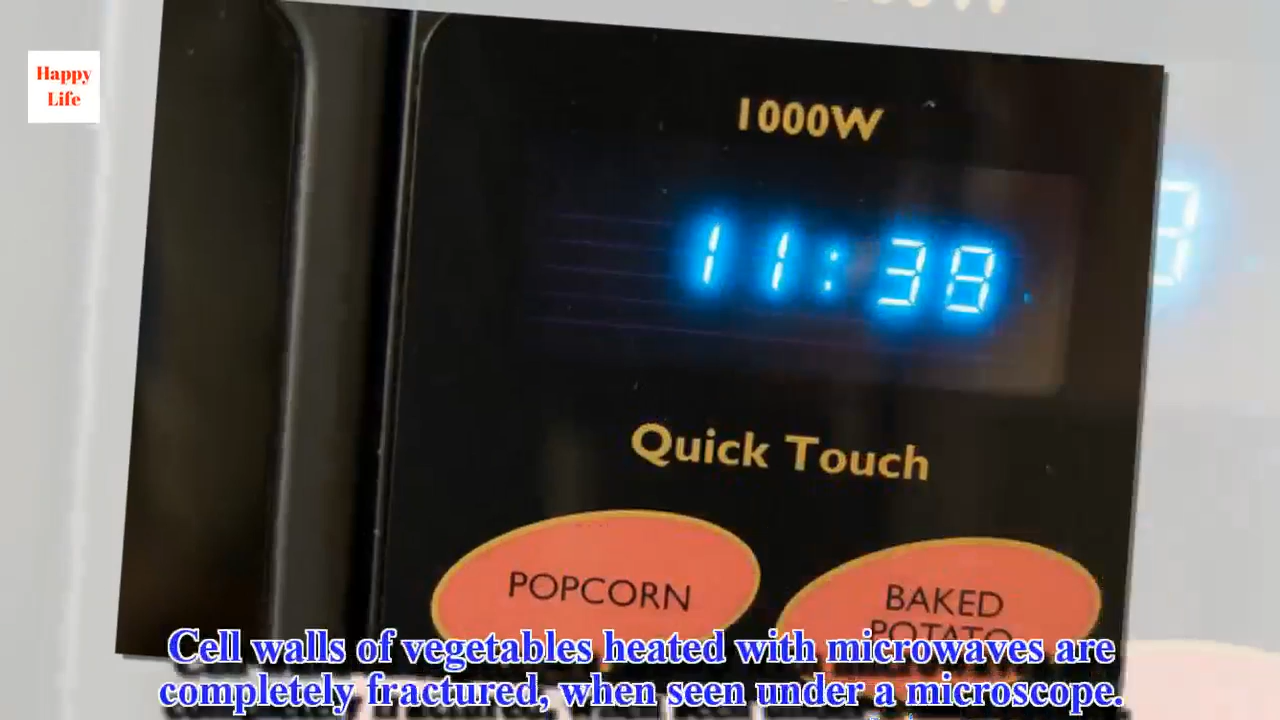 Happy
Life
1000W
11:38
Quick Touch
POPCORN
BAKED
POTATO
Cell walls of vegetables heated with microwaves are
completely fractured, when seen under a microscope.